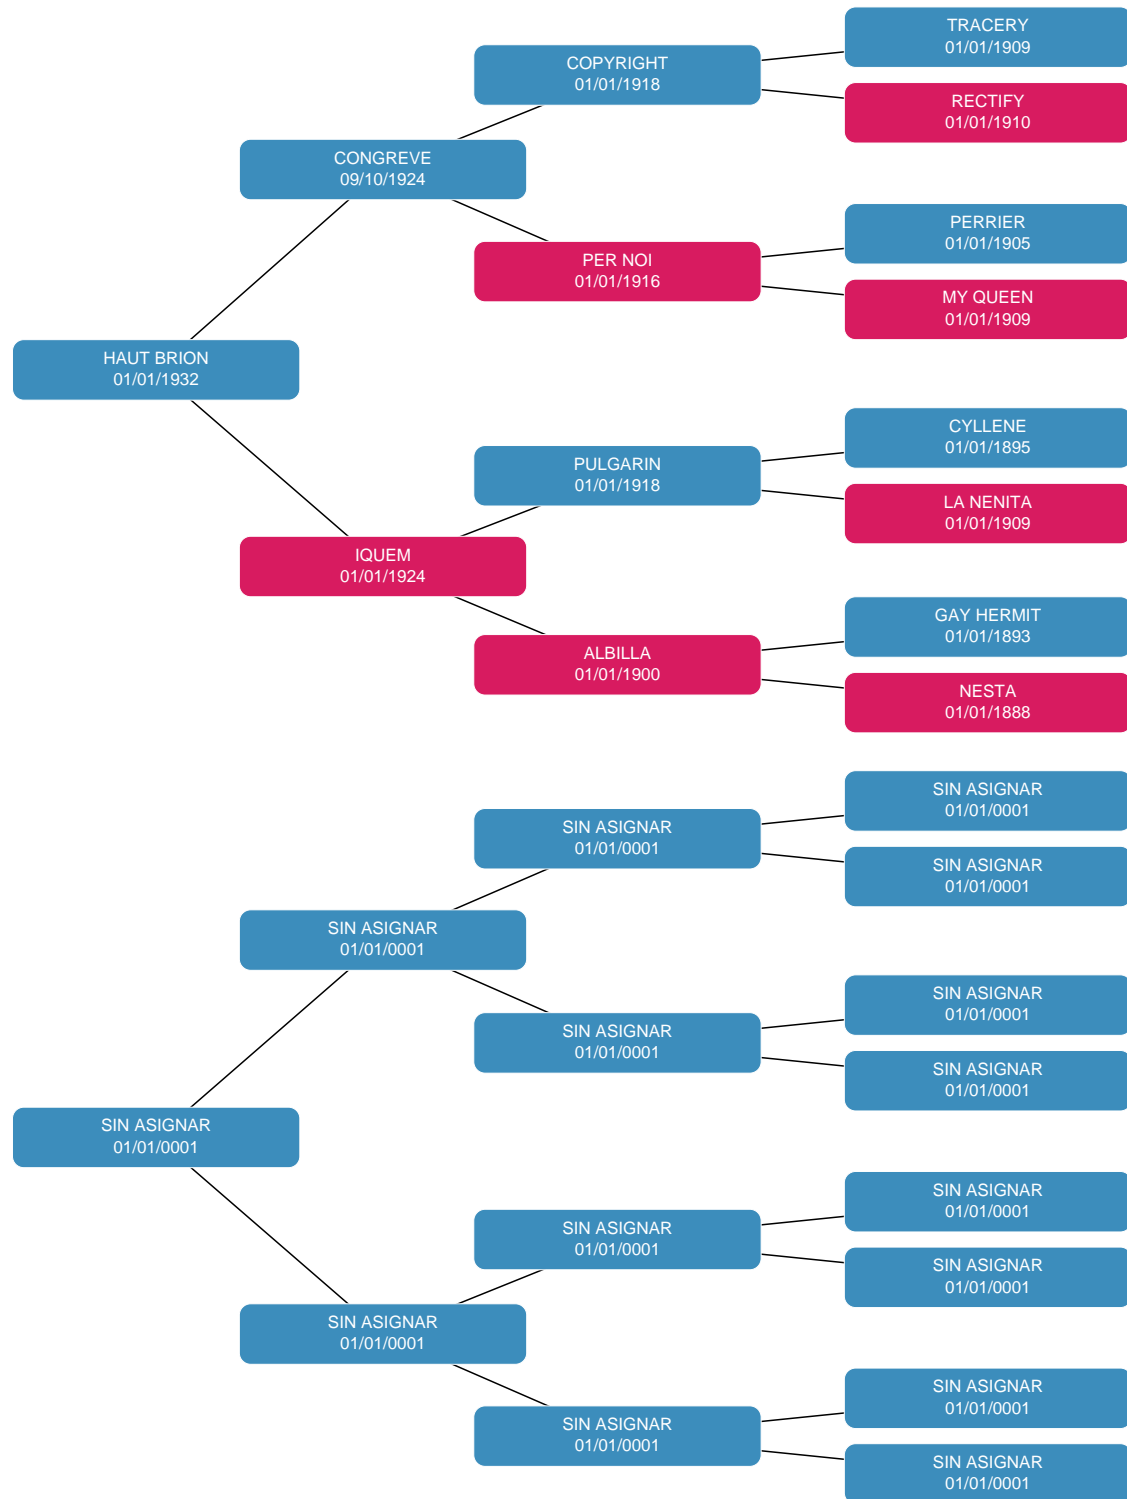 TRACERY
01/01/1909
COPYRIGHT
01/01/1918
RECTIFY
01/01/1910
CONGREVE
09/10/1924
PERRIER
01/01/1905
PER NOI
01/01/1916
MY QUEEN
01/01/1909
HAUT BRION
01/01/1932
CYLLENE
01/01/1895
PULGARIN
01/01/1918
LA NENITA
01/01/1909
IQUEM
01/01/1924
GAY HERMIT
01/01/1893
ALBILLA
01/01/1900
NESTA
01/01/1888
SIN ASIGNAR
01/01/0001
SIN ASIGNAR
01/01/0001
SIN ASIGNAR
01/01/0001
SIN ASIGNAR
01/01/0001
SIN ASIGNAR
01/01/0001
SIN ASIGNAR
01/01/0001
SIN ASIGNAR
01/01/0001
SIN ASIGNAR
01/01/0001
SIN ASIGNAR
01/01/0001
SIN ASIGNAR
01/01/0001
SIN ASIGNAR
01/01/0001
SIN ASIGNAR
01/01/0001
SIN ASIGNAR
01/01/0001
SIN ASIGNAR
01/01/0001
SIN ASIGNAR
01/01/0001